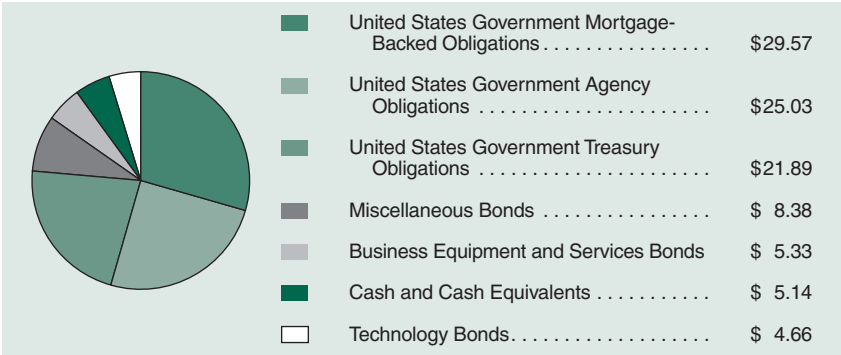 United States Government Mortgage-
Backed Obligations . . . . . . . . . . . . . . . . $29.57
United States Government Agency
Obligations . . . . . . . . . . . . . . . . . . . . . . $25.03
United States Government Treasury
Obligations . . . . . . . . . . . . . . . . . . . . . . $21.89
Miscellaneous Bonds . . . . . . . . . . . . . . . . $ 8.38
Business Equipment and Services Bonds $ 5.33
Cash and Cash Equivalents . . . . . . . . . . . $ 5.14
Technology Bonds. . . . . . . . . . . . . . . . . . . $ 4.66